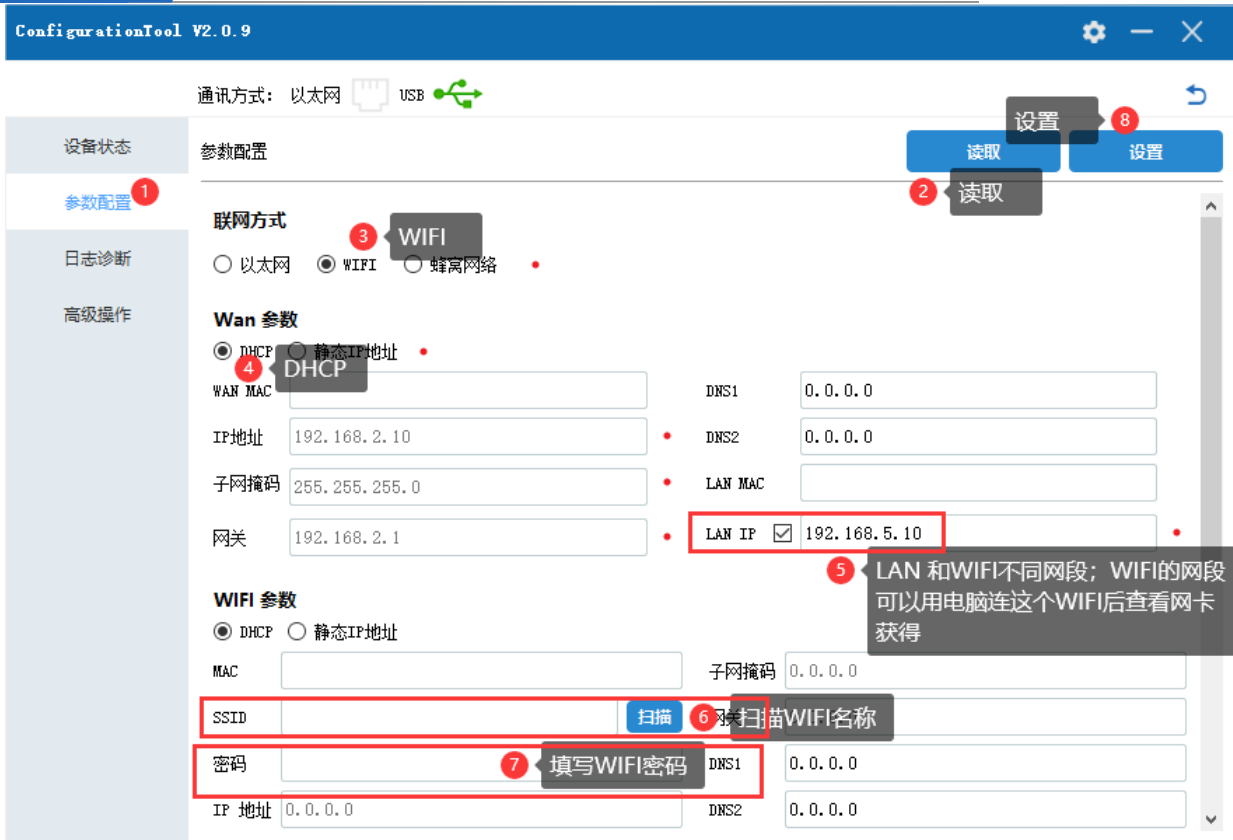 ConfigurationTool V2.0.9
通讯方式： 以太网 USB
设置 8
设备状态
参数配置
读取
设置
参数配置 1
2 读取
联网方式
3 WIFI
日志诊断
以太网 WIFI 蜂窝网络
高级操作
Wan 参数
DHCP 静态IP地址
4 DHCP
WAN MAC
DNS1 0.0.0.0
IP地址 192.168.2.10
DNS2 0.0.0.0
子网掩码 255.255.255.0
LAN MAC
网关 192.168.2.1
LAN IP 192.168.5.10
5 LAN 和WIFI不同网段；WIFI的网段
可以用电脑连这个WIFI后查看网卡
获得
WIFI 参数
DHCP 静态IP地址
MAC
子网掩码 0.0.0.0
SSID 扫描
6 扫描WIFI名称
密码
7 填写WIFI密码
DNS1 0.0.0.0
IP 地址 0.0.0.0
DNS2 0.0.0.0